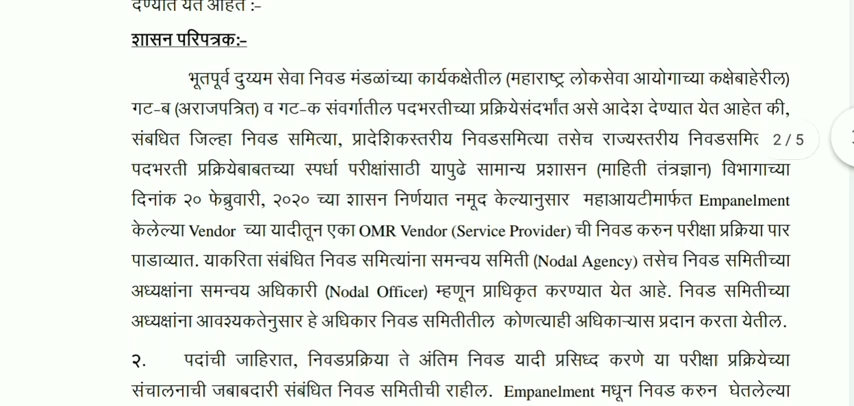 देण्यात येत आहेत :-
शासन परिपत्रक:-
भूतपूर्व दुय्यम सेवा निवड मंडळांच्या कार्यकक्षेतील (महाराष्ट्र लोकसेवा आयोगाच्या कक्षेबाहेरील)
गट-ब (अराजपत्रित) व गट-क संवर्गातील पदभरतीच्या प्रक्रियेसंदर्भात असे आदेश देण्यात येत आहेत की,
संबधित जिल्हा निवड समित्या, प्रादेशिकस्तरीय निवडसमित्या तसेच राज्यस्तरीय निवडसमि 2 / 5
पदभरती प्रक्रियेबाबतच्या स्पर्धा परीक्षांसाठी यापुढे सामान्य प्रशासन (माहिती तंत्रज्ञान) विभागाच्या
दिनांक २० फेब्रुवारी, २०२० च्या शासन निर्णयात नमूद केल्यानुसार महाआयटीमार्फत Empanelment
केलेल्या Vendor च्या यादीतून एका OMR Vendor (Service Provider) ची निवड करुन परीक्षा प्रक्रिया पार
पाडाव्यात. याकरिता संबंधित निवड समित्यांना समन्वय समिती (Nodal Agency) तसेच निवड समितीच्या
अध्यक्षांना समन्वय अधिकारी (Nodal Officer) म्हणून प्राधिकृत करण्यात येत आहे. निवड समितीच्या
अध्यक्षांना आवश्यकतेनुसार हे अधिकार निवड समितीतील कोणत्याही अधिकाऱ्यास प्रदान करता येतील.
२. पदांची जाहिरात, निवडप्रक्रिया ते अंतिम निवड यादी प्रसिध्द करणे या परीक्षा प्रक्रियेच्या
संचालनाची जबाबदारी संबंधित निवड समितीची राहील. Empanelment मधून निवड करुन घेतलेल्या